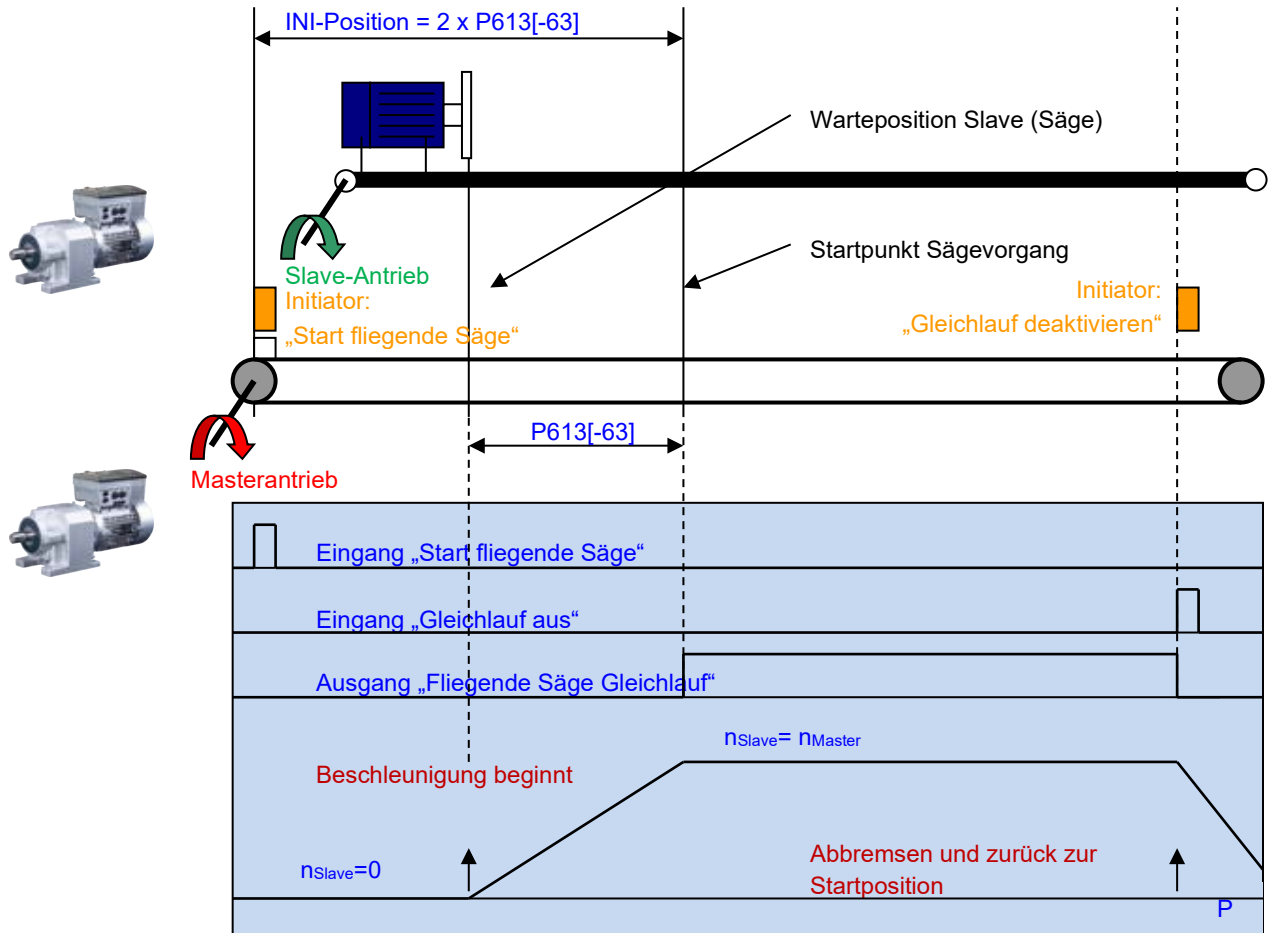 INI-Position = 2 x P613[-63]
Warteposition Slave (Säge)
Startpunkt Sägevorgang
Slave-Antrieb
Initiator:
„Start fliegende Säge“
Initiator:
„Gleichlauf deaktivieren“
P613[-63]
Masterantrieb
Eingang „Start fliegende Säge“
Eingang „Gleichlauf aus“
Ausgang „Fliegende Säge Gleichlauf“
nSlave= nMaster
Beschleunigung beginnt
nSlave=0
Abbremsen und zurück zur
Startposition
P